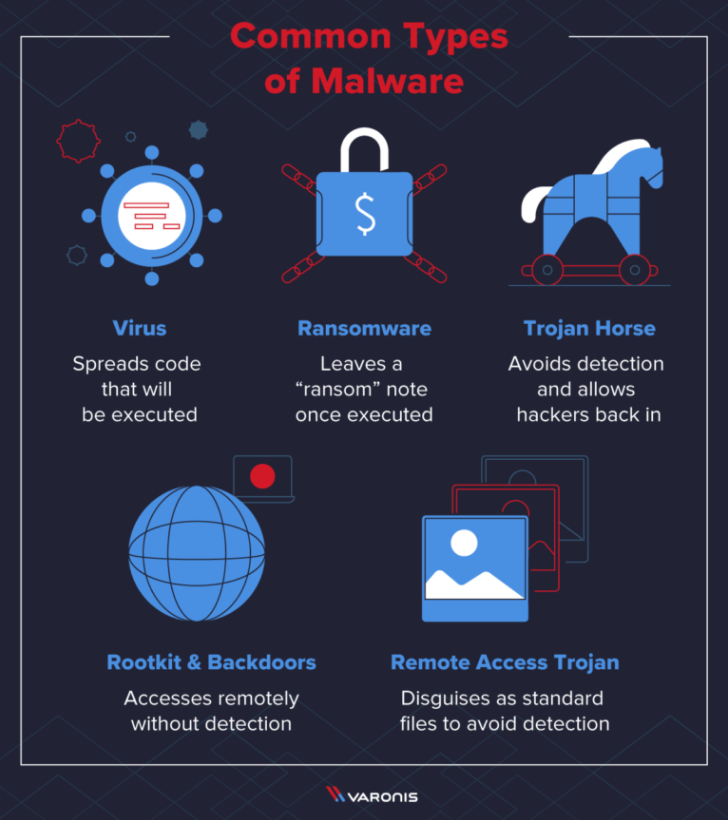 Common Types
of Malware
$
Virus
Spreads code
that will
be executed
Ransomware
Leaves a
“ransom” note
once executed
Trojan Horse
Avoids detection
and allows
hackers back in
Rootkit & Backdoors
Accesses remotely
without detection
Remote Access Trojan
Disguises as standard
files to avoid detection
VARONIS